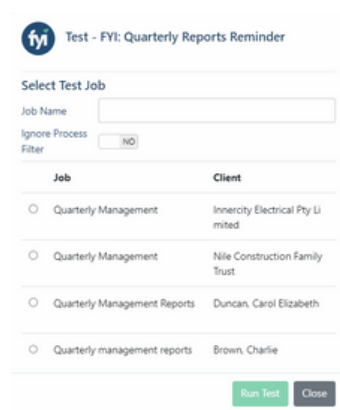 fyi
Test - FYI: Quarterly Reports Reminder
Select Test Job
Job Name
Ignore Process
Filter
NO
Job Client
Quarterly Management Innercity Electrical Pty Li
mited
Quarterly Management Nile Construction Family
Trust
Quarterly Management Reports Duncan, Carol Elizabeth
Quarterly management reports Brown, Charlie
Run Test Close